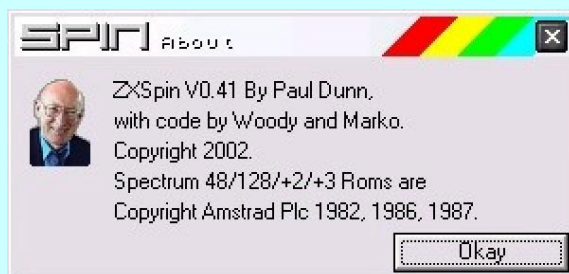 SPIN About
ZXSpin V0.41 By Paul Dunn,
with code by Woody and Marko.
Copyright 2002.
Spectrum 48/128/+2/+3 Roms are
Copyright Amstrad Plc 1982, 1986, 1987.
Okay